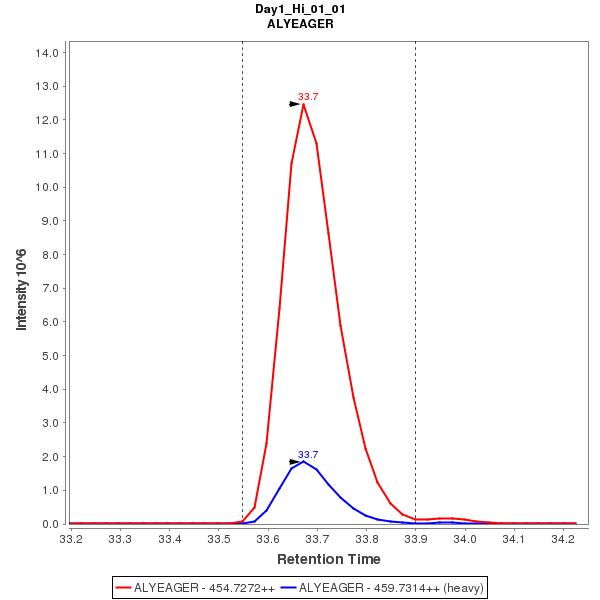 Day1_Hi_01_01
ALYEAGER
14.0
13.0
12.0
11.0
10.0
9.0
8.0
7.0
6.0
5.0
4.0
3.0
2.0
1.0
0.0
Intensity 10^6
33.7
33.7
33.2 33.3 33.4 33.5 33.6 33.7 33.8 33.9 34.0 34.1 34.2
Retention Time
ALYEAGER - 454.7272++ ALYEAGER - 459.7314++ (heavy)